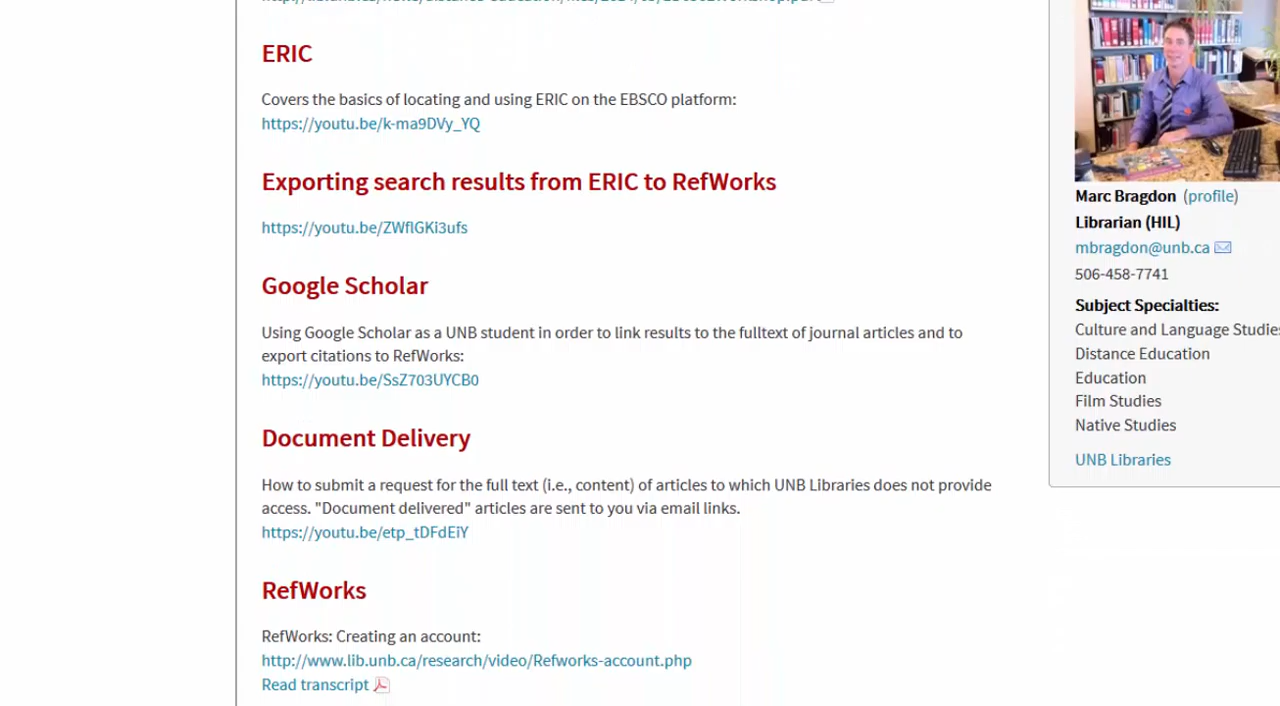 ERIC
Covers the basics of locating and using ERIC on the EBSCO platform:
https://youtu.be/k-ma9DVy_YQ
Exporting search results from ERIC to RefWorks
https://youtu.be/ZWflGKi3ufs
Google Scholar
Using Google Scholar as a UNB student in order to link results to the fulltext of journal articles and to
export citations to RefWorks:
https://youtu.be/SsZ703UYCB0
Document Delivery
How to submit a request for the full text (i.e., content) of articles to which UNB Libraries does not provide
access. "Document delivered" articles are sent to you via email links.
https://youtu.be/etp_tDFdEiY
RefWorks
RefWorks: Creating an account:
http://www.lib.unb.ca/research/video/Refworks-account.php
Read transcript
Marc Bragdon (profile)
Librarian (HIL)
mbragdon@unb.ca
506-458-7741
Subject Specialties:
Culture and Language Studies
Distance Education
Education
Film Studies
Native Studies
UNB Libraries